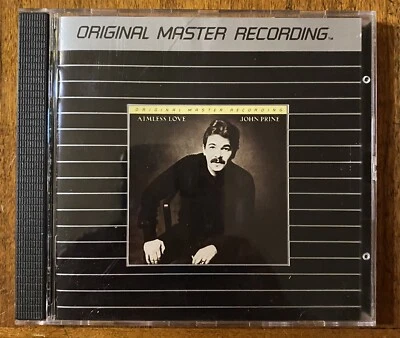 ORIGINAL MASTER RECORDING™
ORIGINAL MASTER RECORDING
AIMLESS LOVE JOHN PRINE